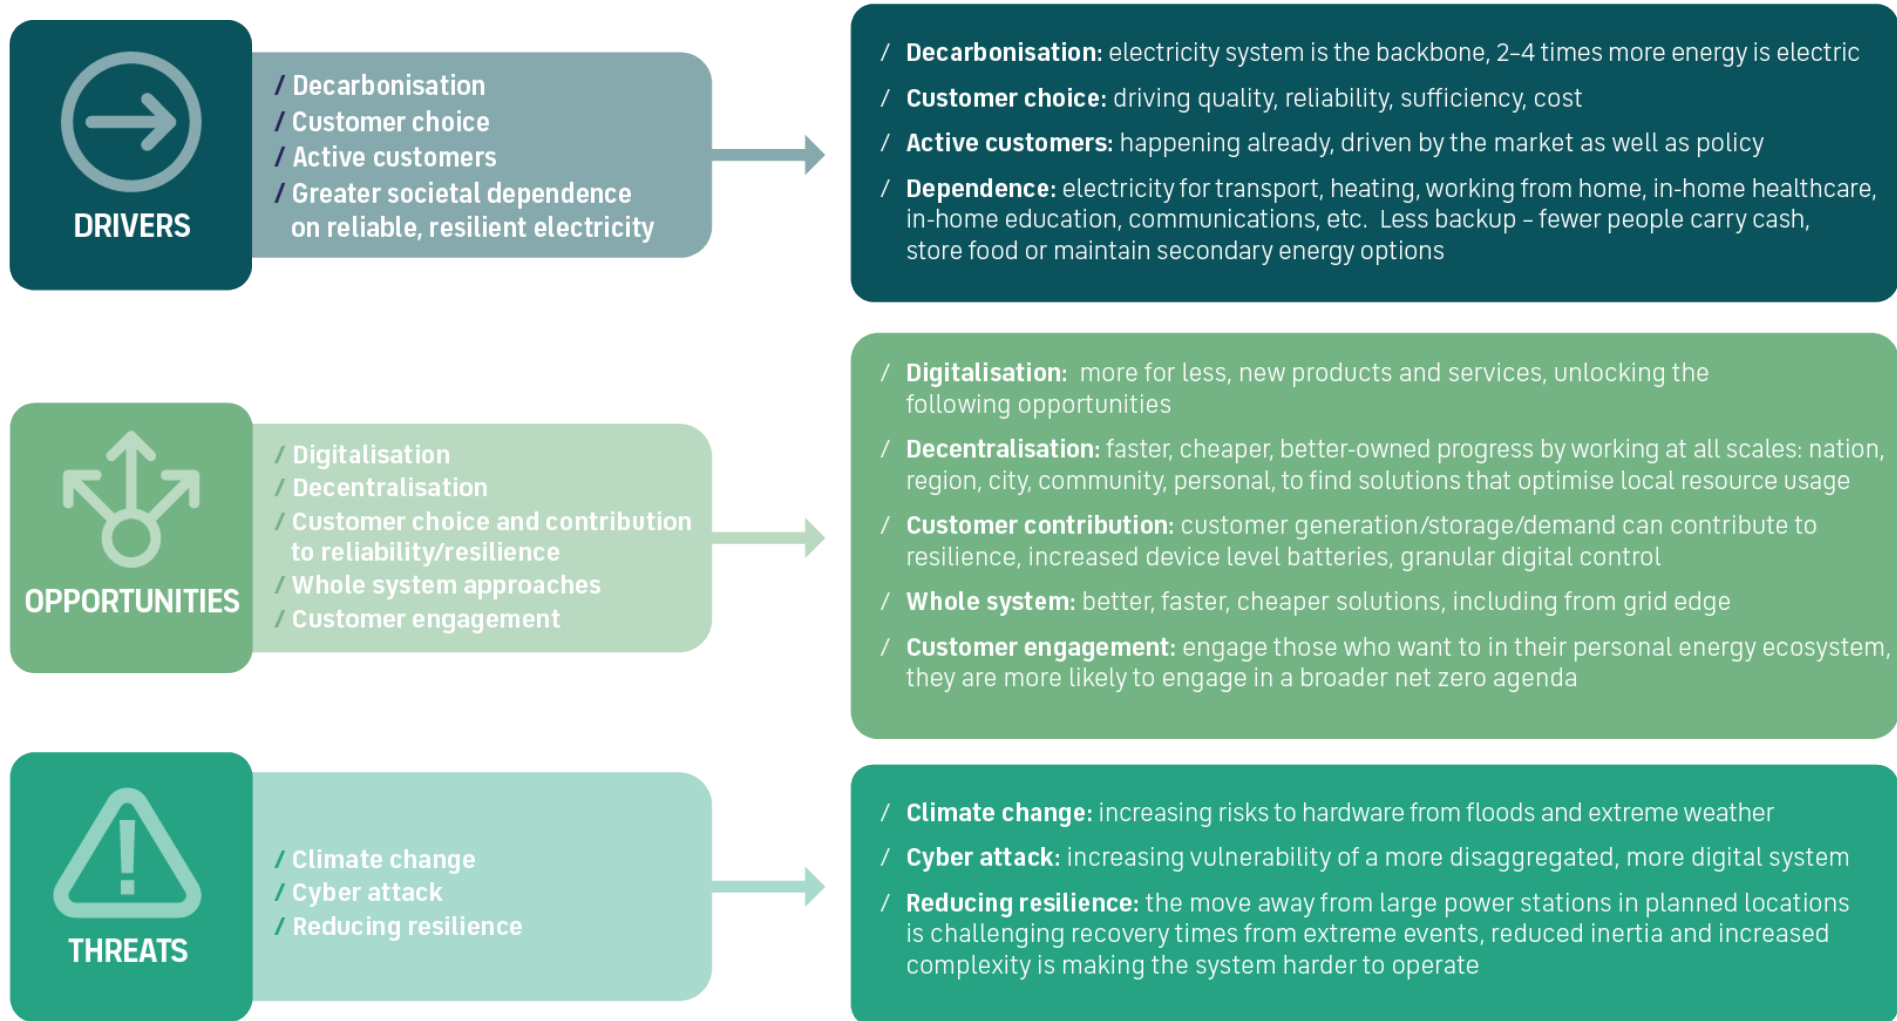 DRIVERS
/ Decarbonisation
/ Customer choice
/ Active customers
/ Greater societal dependence
on reliable, resilient electricity
/ Decarbonisation: electricity system is the backbone, 2–4 times more energy is electric
/ Customer choice: driving quality, reliability, sufficiency, cost
/ Active customers: happening already, driven by the market as well as policy
/ Dependence: electricity for transport, heating, working from home, in-home healthcare,
in-home education, communications, etc. Less backup – fewer people carry cash,
store food or maintain secondary energy options
OPPORTUNITIES
/ Digitalisation
/ Decentralisation
/ Customer choice and contribution
to reliability/resilience
/ Whole system approaches
/ Customer engagement
/ Digitalisation: more for less, new products and services, unlocking the
following opportunities
/ Decentralisation: faster, cheaper, better-owned progress by working at all scales: nation,
region, city, community, personal, to find solutions that optimise local resource usage
/ Customer contribution: customer generation/storage/demand can contribute to
resilience, increased device level batteries, granular digital control
/ Whole system: better, faster, cheaper solutions, including from grid edge
/ Customer engagement: engage those who want to in their personal energy ecosystem,
they are more likely to engage in a broader net zero agenda
THREATS
/ Climate change
/ Cyber attack
/ Reducing resilience
/ Climate change: increasing risks to hardware from floods and extreme weather
/ Cyber attack: increasing vulnerability of a more disaggregated, more digital system
/ Reducing resilience: the move away from large power stations in planned locations
is challenging recovery times from extreme events, reduced inertia and increased
complexity is making the system harder to operate